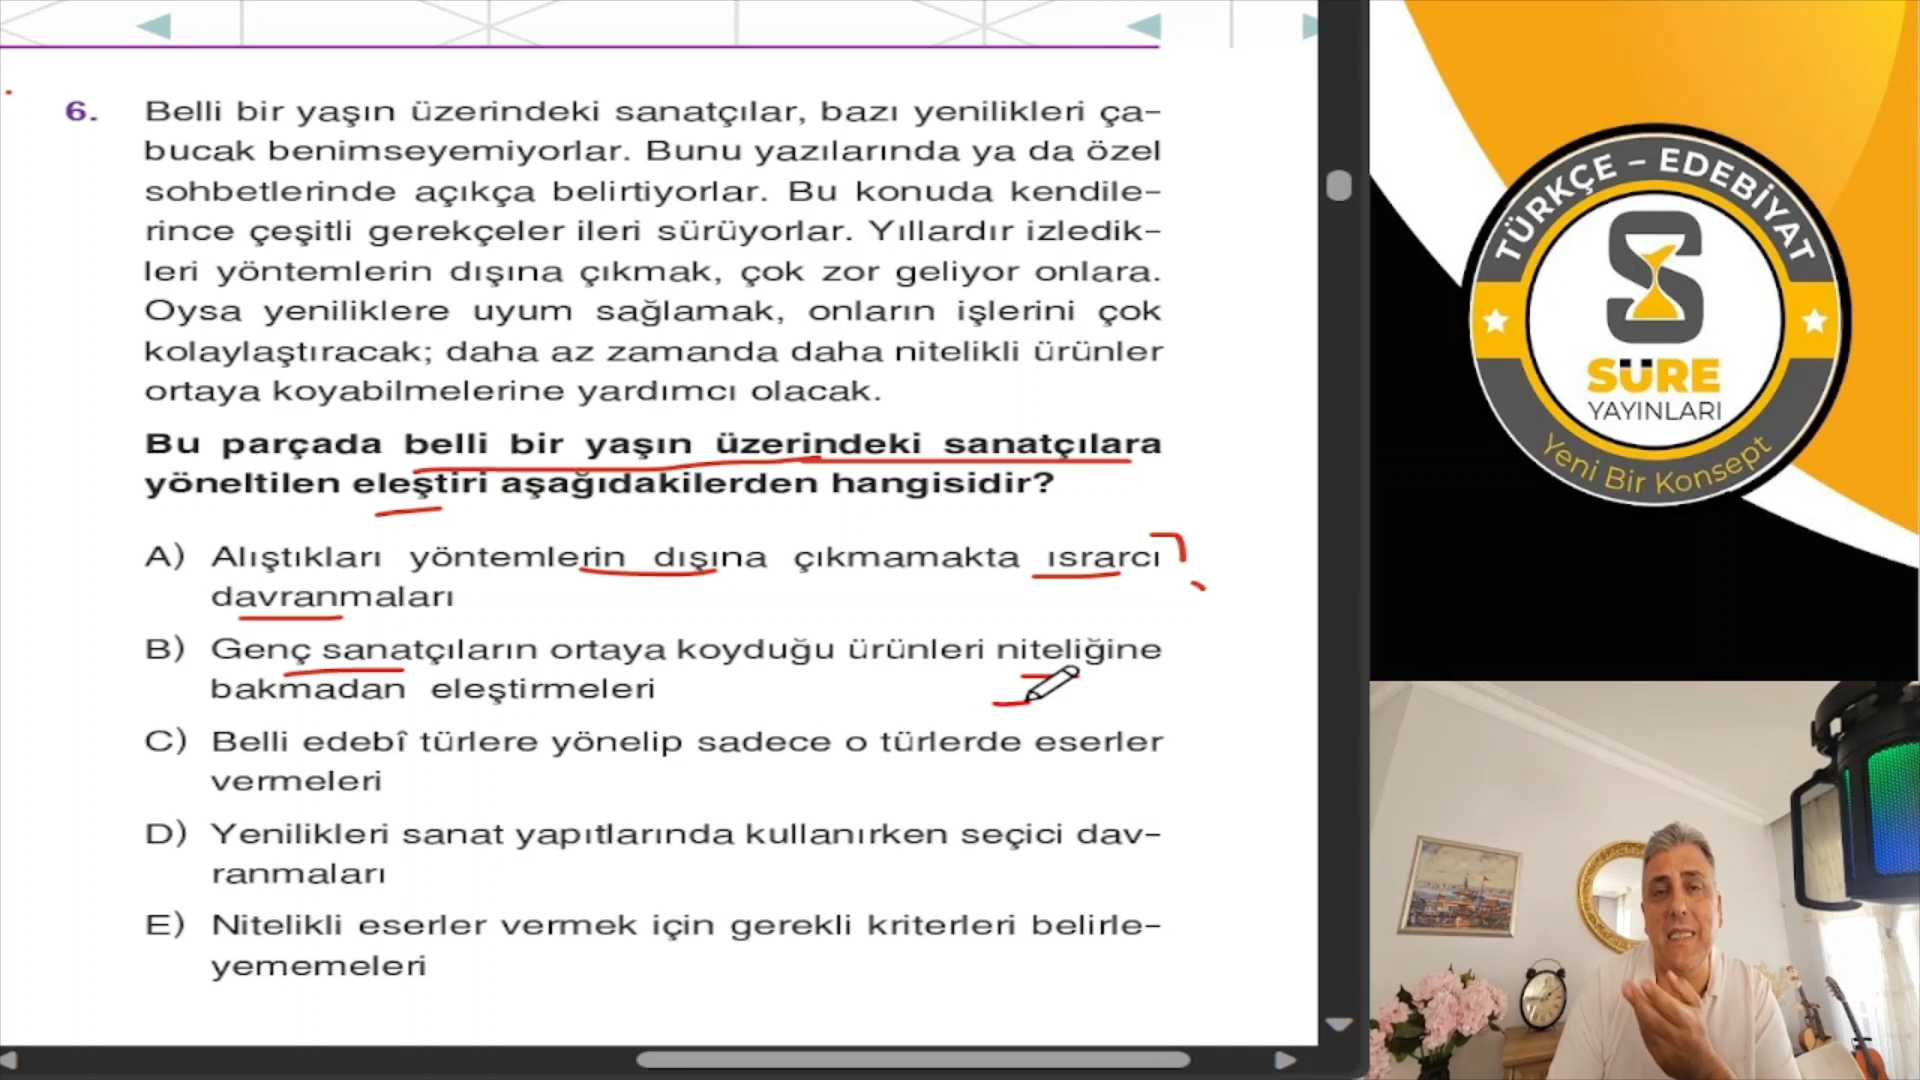 6. Belli bir yaşın üzerindeki sanatçılar, bazı yenilikleri ça-
bucak benimseyemiyorlar. Bunu yazılarında ya da özel
sohbetlerinde açıkça belirtiyorlar. Bu konuda kendile-
rince çeşitli gerekçeler ileri sürüyorlar. Yıllardır izledik-
leri yöntemlerin dışına çıkmak, çok zor geliyor onlara.
Oysa yeniliklere uyum sağlamak, onların işlerini çok
kolaylaştıracak; daha az zamanda daha nitelikli ürünler
ortaya koyabilmelerine yardımcı olacak.
Bu parçada belli bir yaşın üzerindeki sanatçılara
yöneltilen eleştiri aşağıdakilerden hangisidir?
A) Alıştıkları yöntemlerin dışına çıkmamakta ısrarcı
davranmaları
B) Genç sanatçıların ortaya koyduğu ürünleri niteliğine
bakmadan eleştirmeleri
C) Belli edebî türlere yönelip sadece o türlerde eserler
vermeleri
D) Yenilikleri sanat yapıtlarında kullanırken seçici dav-
ranmaları
E) Nitelikli eserler vermek için gerekli kriterleri belirle-
yememeleri
TÜRKÇE – EDEBİYAT
SÜRE
YAYINLARI
Yeni Bir Konsept